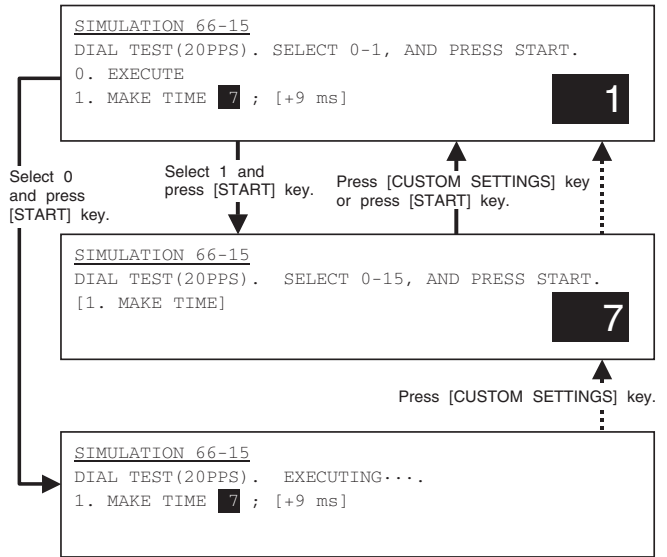 SIMULATION 66-15
DIAL TEST(20PPS). SELECT 0-1, AND PRESS START.
0. EXECUTE
1. MAKE TIME 7 ; [+9 ms]
1
Select 0
and press
[START] key.
Select 1 and
press [START] key.
Press [CUSTOM SETTINGS] key
or press [START] key.
SIMULATION 66-15
DIAL TEST(20PPS). SELECT 0-15, AND PRESS START.
[1. MAKE TIME]
7
Press [CUSTOM SETTINGS] key.
SIMULATION 66-15
DIAL TEST(20PPS). EXECUTING····.
1. MAKE TIME 7 ; [+9 ms]